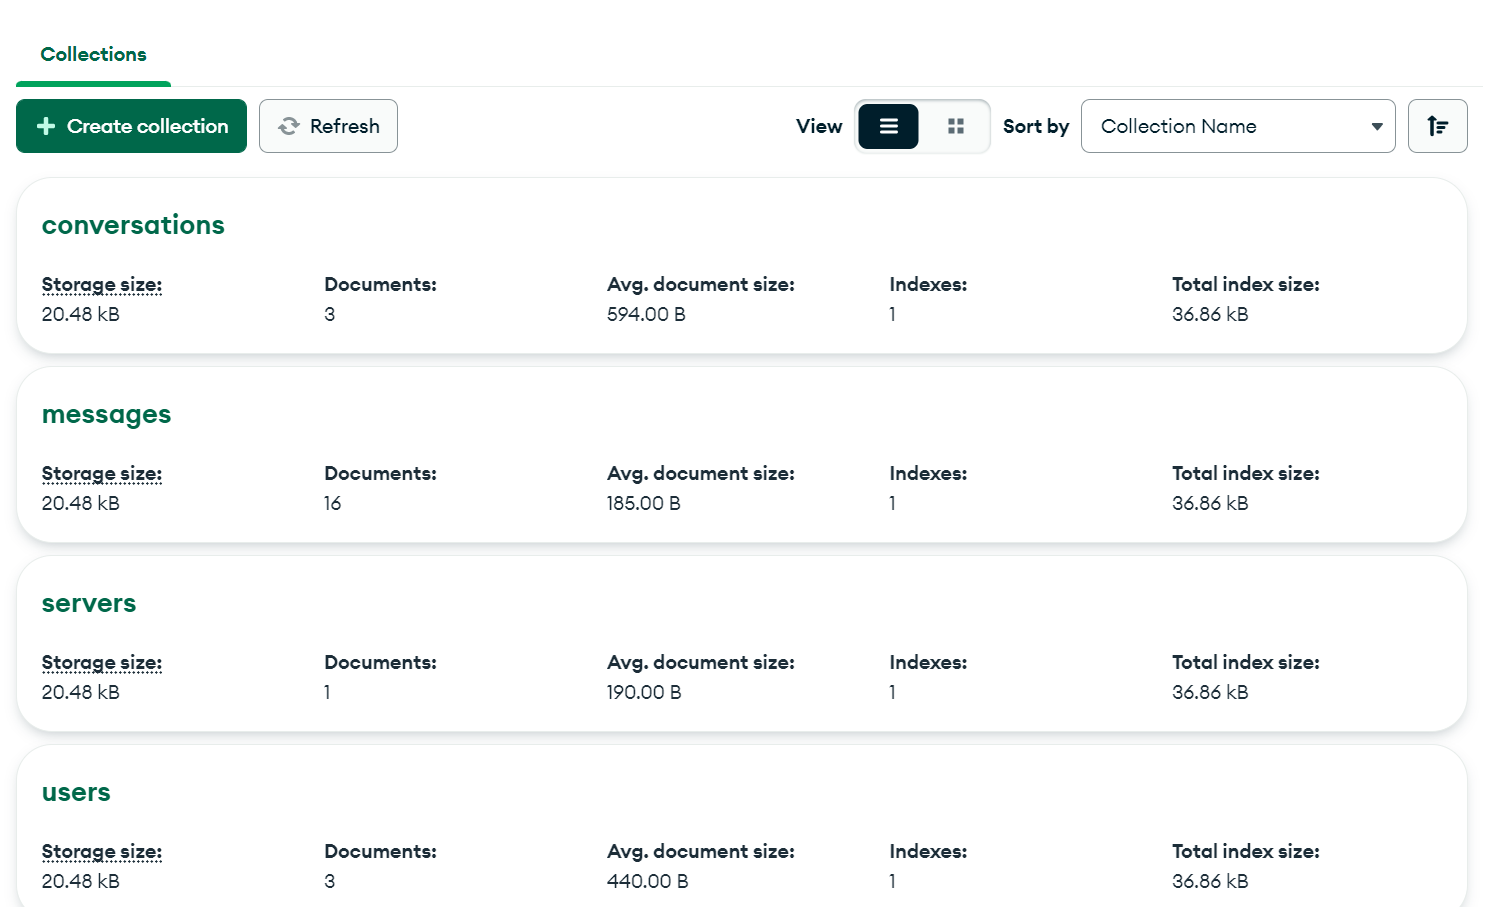 Collections
Create collection Refresh View Sort by Collection Name
conversations
Storage size: Documents: Avg. document size: Indexes: Total index size:
20.48 kB 3 594.00 B 1 36.86 kB
messages
Storage size: Documents: Avg. document size: Indexes: Total index size:
20.48 kB 16 185.00 B 1 36.86 kB
servers
Storage size: Documents: Avg. document size: Indexes: Total index size:
20.48 kB 1 190.00 B 1 36.86 kB
users
Storage size: Documents: Avg. document size: Indexes: Total index size:
20.48 kB 3 440.00 B 1 36.86 kB